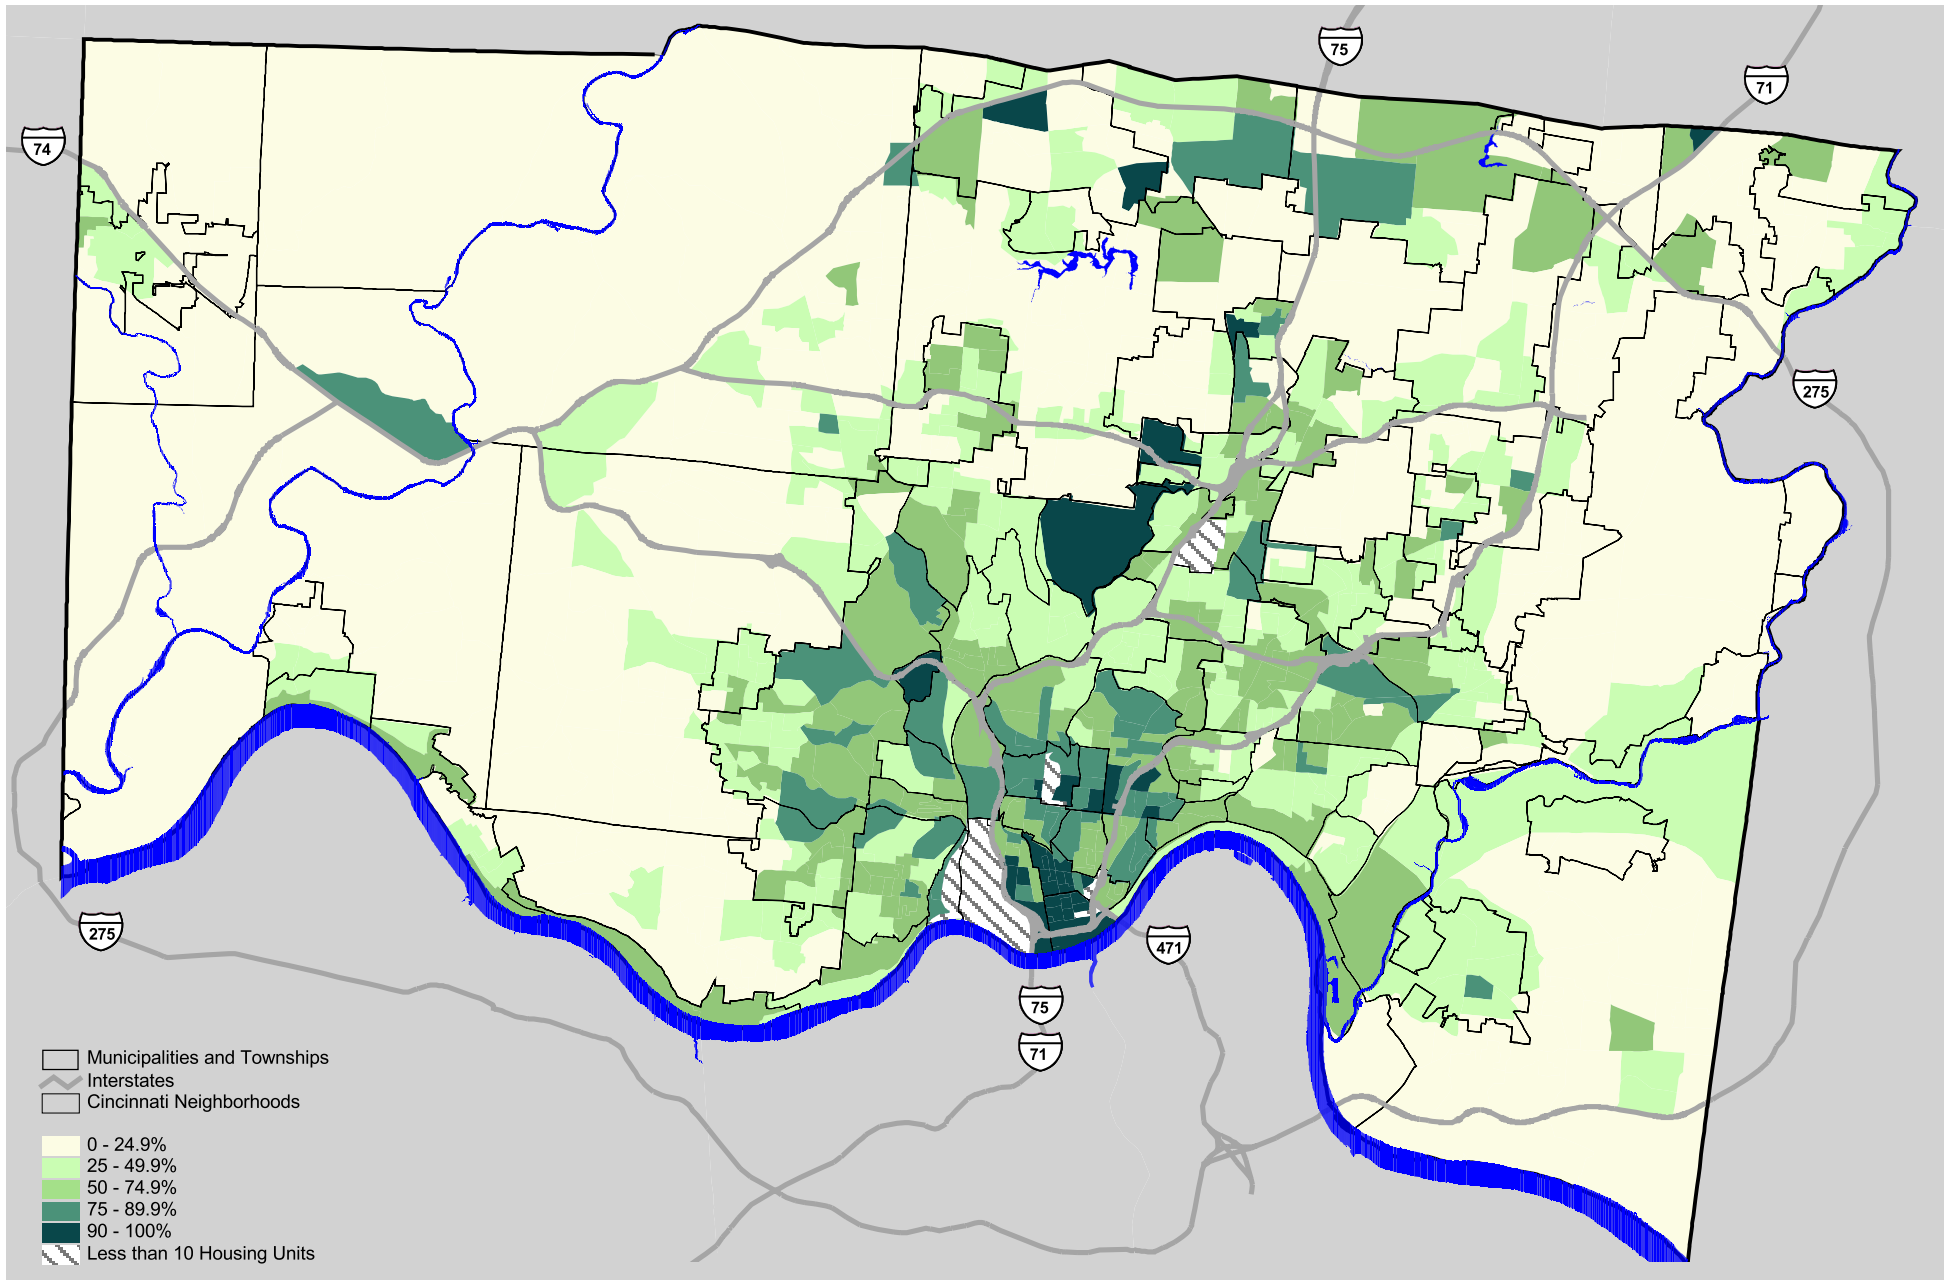 75
71
74
275
275
471
75
71
Municipalities and Townships
Interstates
Cincinnati Neighborhoods
0 - 24.9%
25 - 49.9%
50 - 74.9%
75 - 89.9%
90 - 100%
Less than 10 Housing Units